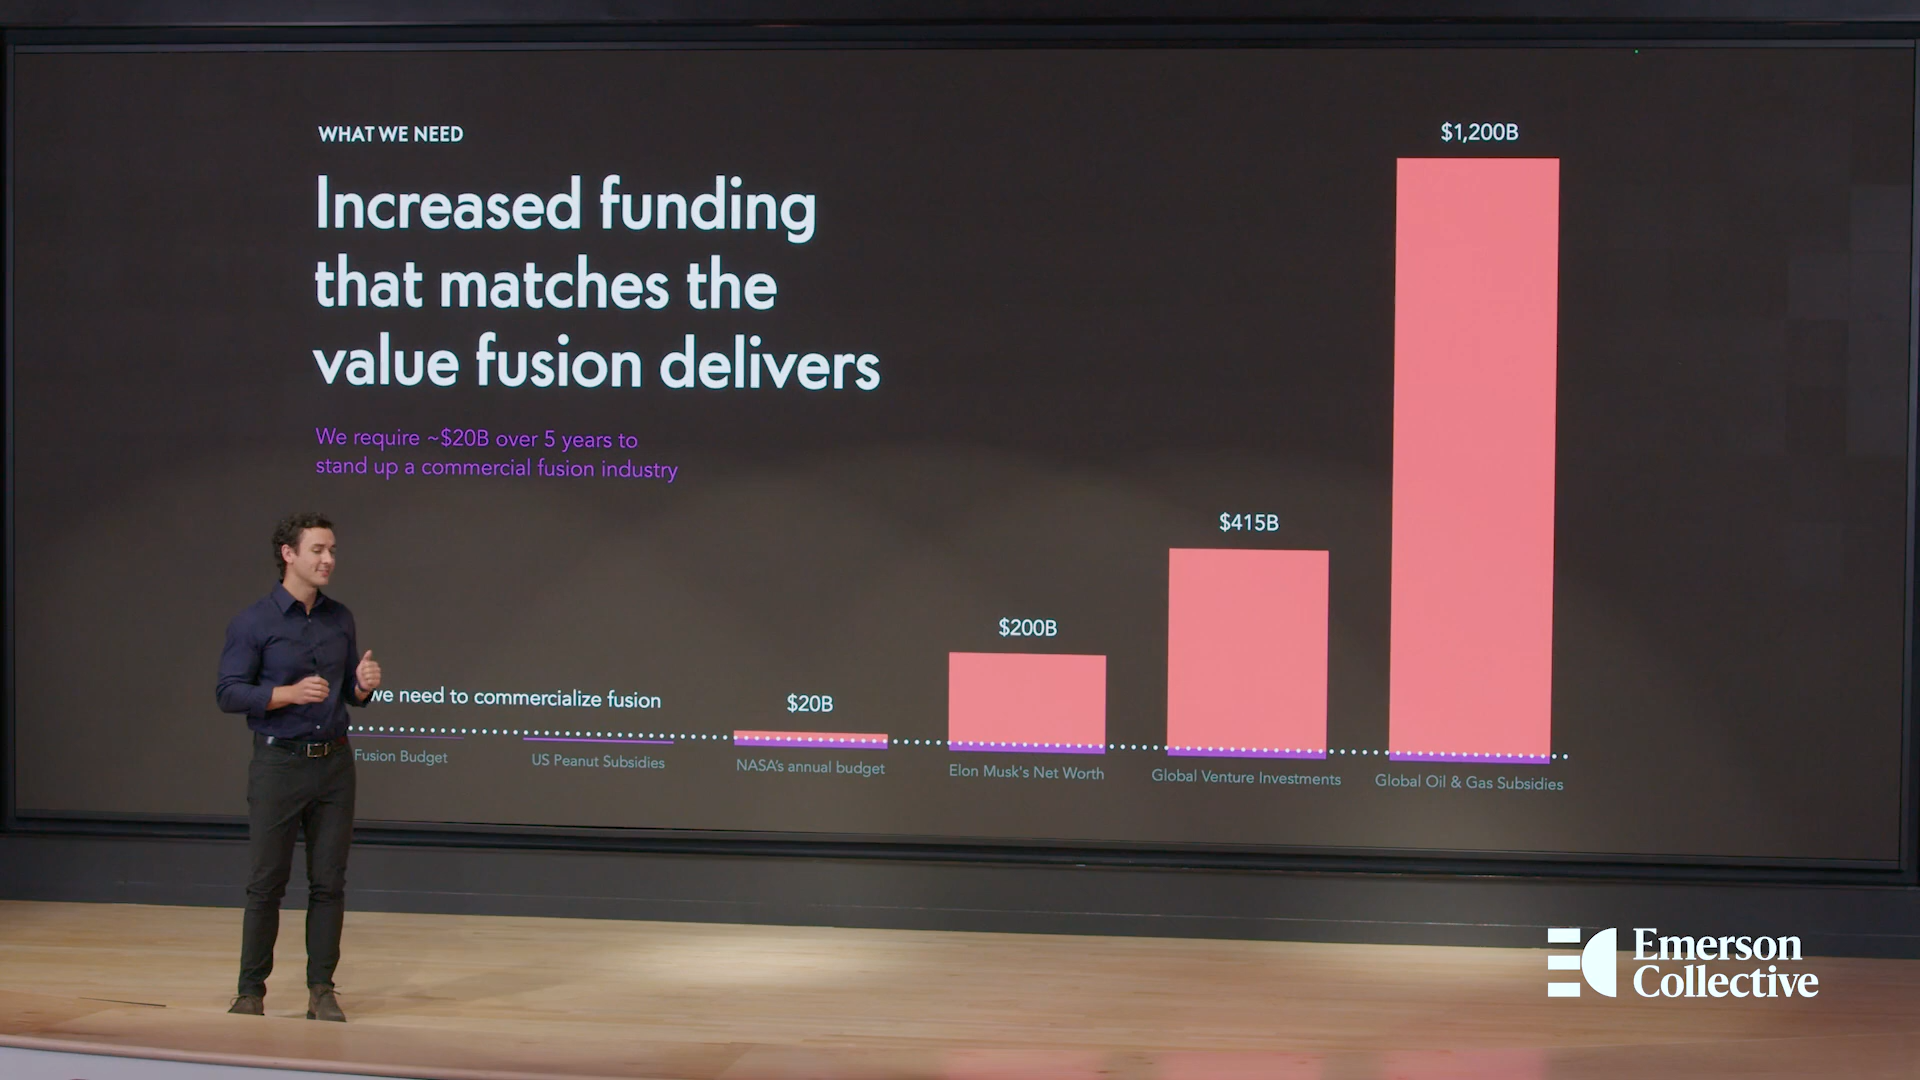 WHAT WE NEED
Increased funding
that matches the
value fusion delivers
We require ~$20B over 5 years to
stand up a commercial fusion industry
$1,200B
$415B
$200B
$20B
we need to commercialize fusion
Fusion Budget
US Peanut Subsidies
NASA's annual budget
Elon Musk's Net Worth
Global Venture Investments
Global Oil & Gas Subsidies
Emerson
Collective